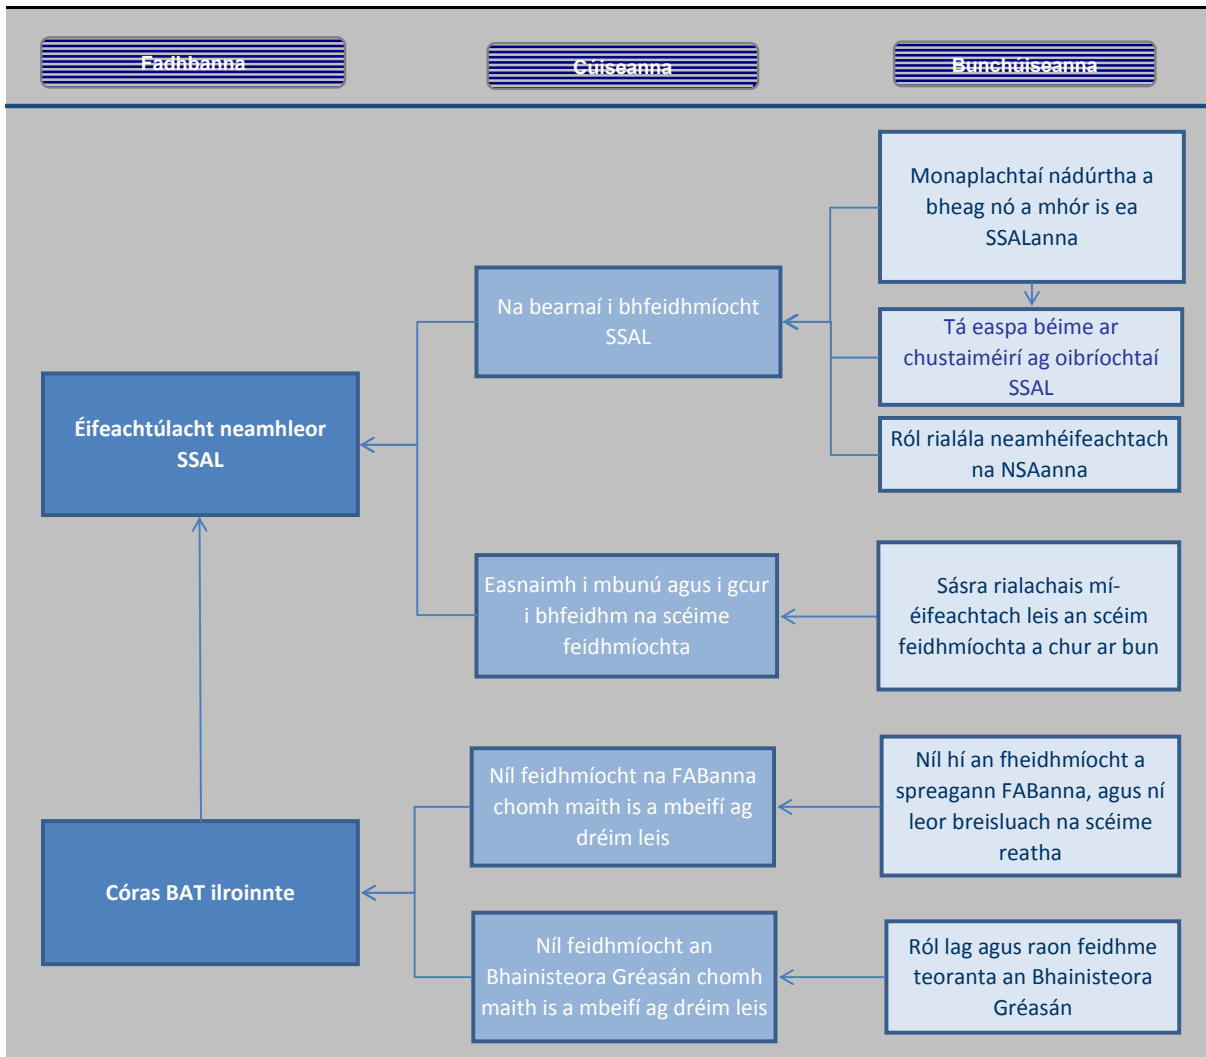 Fadhbanna
Cúiseanna
Bunchúiseanna
Monaplachtaí nádúrtha a
bheag nó a mhór is ea
SSALanna
Na bearnaí i bhfeidhmíocht
SSAL
Tá easpa béime ar
chustaiméirí ag oibríochtaí
SSAL
Éifeachtúlacht neamhleor
SSAL
Ról rialála neamhéifeachtach
na NSAanna
Easnaimh i mbunú agus i gcur
i bhfeidhm na scéime
feidhmíochta
Sásra rialachais mí-
éifeachtach leis an scéim
feidhmíochta a chur ar bun
Níl feidhmíocht na FABanna
chomh maith is a mbeifí ag
dréim leis
Níl hí an fheidhmíocht a
spreagann FABanna, agus ní
leor breisluach na scéime
reatha
Córas BAT ilroinnte
Níl feidhmíocht an
Bhainisteora Gréasán chomh
maith is a mbeifí ag dréim leis
Ról lag agus raon feidhme
teoranta an Bhainisteora
Gréasán